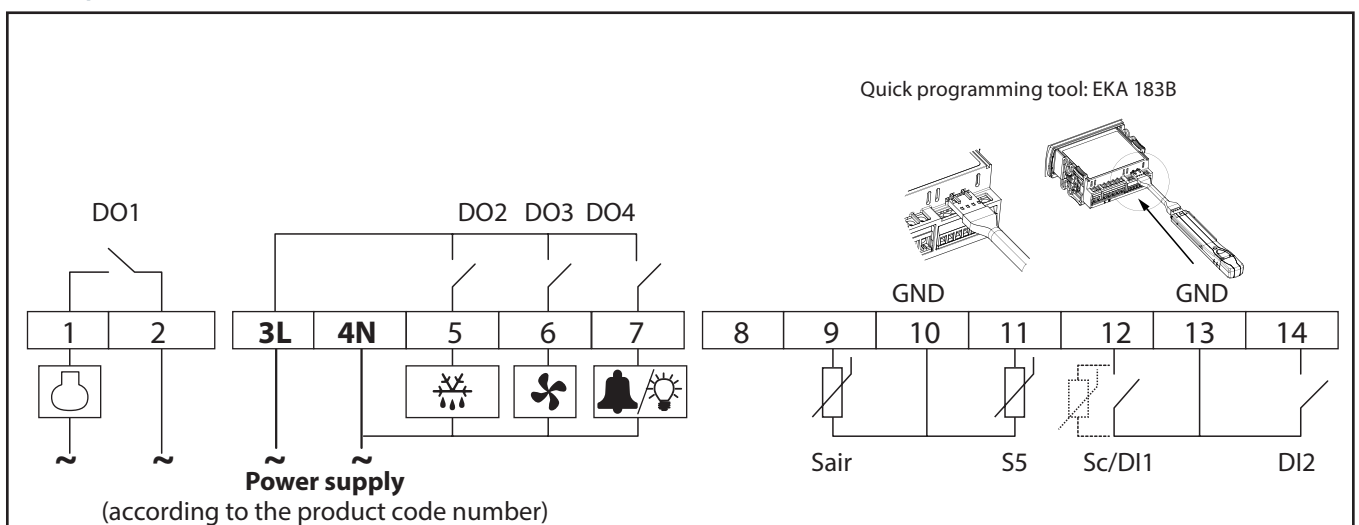 Quick programming tool: EKA 183B
DO1 DO2 DO3 DO4
GND GND
1 2 3L 4N 5 6 7 8 9 10 11 12 13 14
~ ~ ~ ~
Sair S5 Sc/DI1 DI2
Power supply
(according to the product code number)